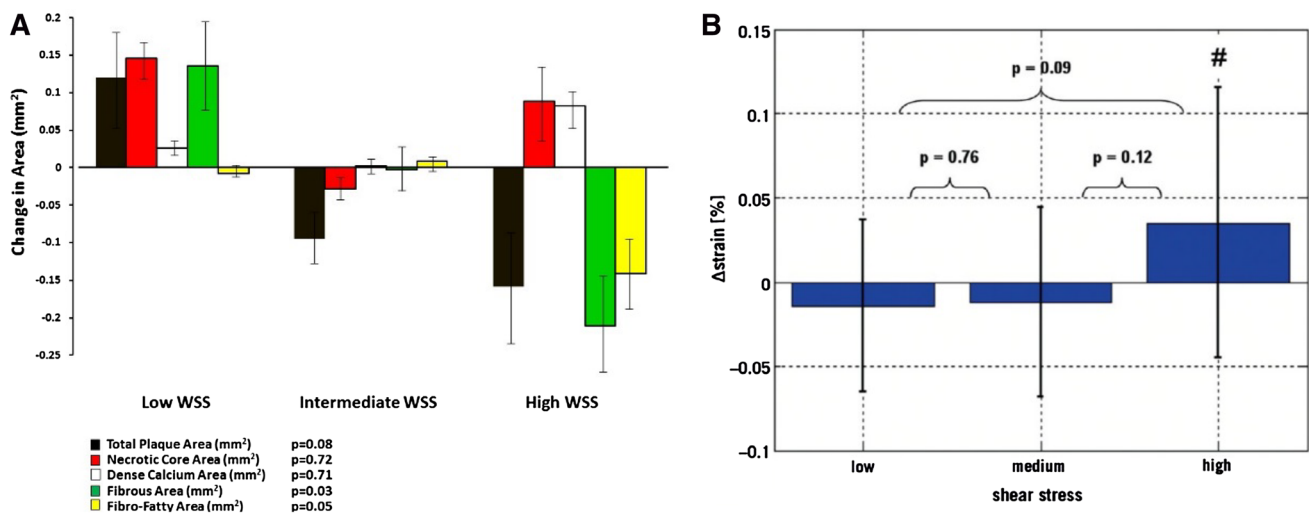 A
Change in Area (mm²)
0.2
0.15
0.1
0.05
0
-0.05
-0.1
-0.15
-0.2
-0.25
Low WSS
Intermediate WSS
High WSS
Total Plaque Area (mm²) p=0.08
Necrotic Core Area (mm²) p=0.72
Dense Calcium Area (mm²) p=0.71
Fibrous Area (mm²) p=0.03
Fibro-Fatty Area (mm²) p=0.05
B
Δstrain [%]
0.15
0.1
0.05
0
−0.05
−0.1
p = 0.09
#
p = 0.76
p = 0.12
low
medium
high
shear stress